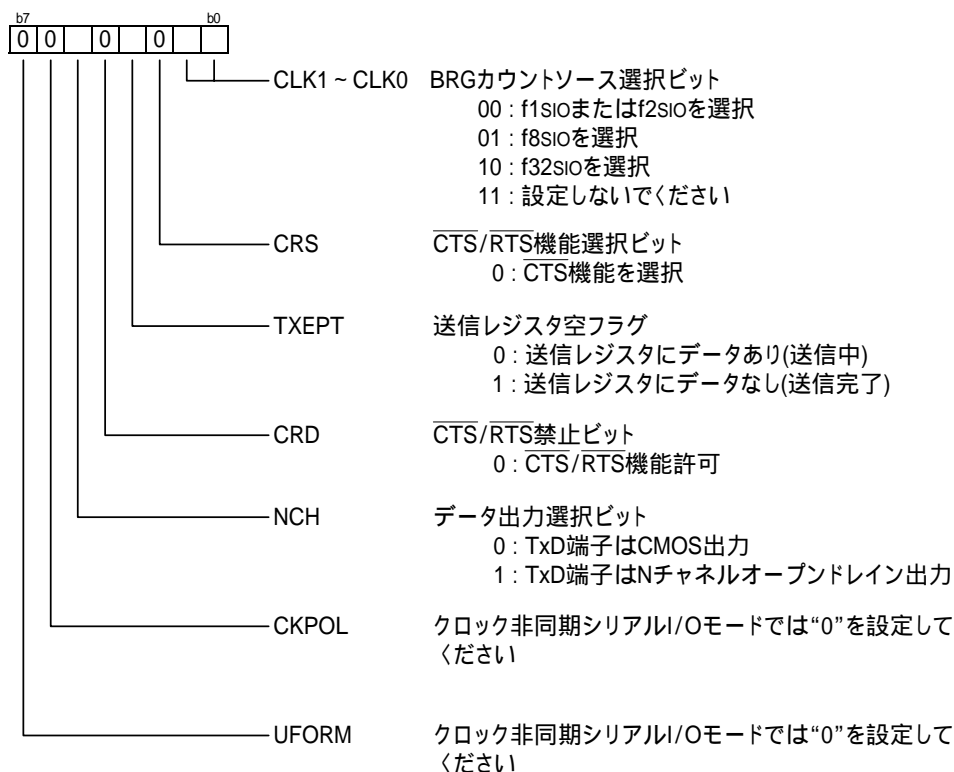 b7 b0
0 0 0 0
CLK1 ~ CLK0 BRGカウントソース選択ビット
00 : f1SIOまたはf2SIOを選択
01 : f8SIOを選択
10 : f32SIOを選択
11 : 設定しないでください
CRS CTS/RTS機能選択ビット
0 : CTS機能を選択
TXEPT 送信レジスタ空フラグ
0 : 送信レジスタにデータあり(送信中)
1 : 送信レジスタにデータなし(送信完了)
CRD CTS/RTS禁止ビット
0 : CTS/RTS機能許可
NCH データ出力選択ビット
0 : TxD端子はCMOS出力
1 : TxD端子はNチャネルオープンドレイン出力
CKPOL クロック非同期シリアルI/Oモードでは“0”を設定して
ください
UFORM クロック非同期シリアルI/Oモードでは“0”を設定して
ください